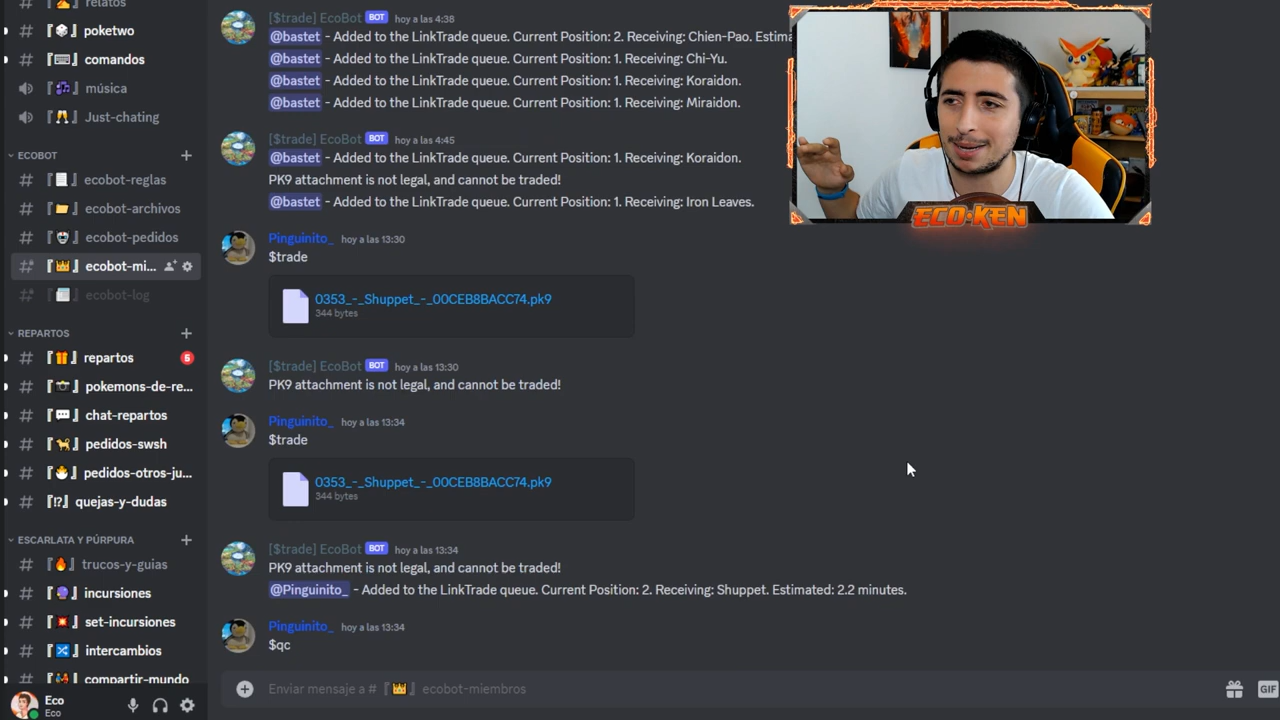 relatos
poketwo
comandos
música
Just-chating
ECOBOT
ecobot-reglas
ecobot-archivos
ecobot-pedidos
ecobot-mi...
ecobot-log
REPARTOS
repartos
5
pokemons-de-re...
chat-repartos
pedidos-swsh
pedidos-otros-ju...
quejas-y-dudas
ESCARLATA Y PÚRPURA
trucos-y-guias
incursiones
set-incursiones
intercambios
compartir-mundo
Eco
Eco
[$trade] EcoBot BOT hoy a las 4:38
@bastet - Added to the LinkTrade queue. Current Position: 2. Receiving: Chien-Pao. Estima
@bastet - Added to the LinkTrade queue. Current Position: 1. Receiving: Chi-Yu.
@bastet - Added to the LinkTrade queue. Current Position: 1. Receiving: Koraidon.
@bastet - Added to the LinkTrade queue. Current Position: 1. Receiving: Miraidon.
[$trade] EcoBot BOT hoy a las 4:45
@bastet - Added to the LinkTrade queue. Current Position: 1. Receiving: Koraidon.
PK9 attachment is not legal, and cannot be traded!
@bastet - Added to the LinkTrade queue. Current Position: 1. Receiving: Iron Leaves.
Pinguinito_ hoy a las 13:30
$trade
0353_-_Shuppet_-_00CEB8BACC74.pk9
344 bytes
[$trade] EcoBot BOT hoy a las 13:30
PK9 attachment is not legal, and cannot be traded!
Pinguinito_ hoy a las 13:34
$trade
0353_-_Shuppet_-_00CEB8BACC74.pk9
344 bytes
[$trade] EcoBot BOT hoy a las 13:34
PK9 attachment is not legal, and cannot be traded!
@Pinguinito_ - Added to the LinkTrade queue. Current Position: 2. Receiving: Shuppet. Estimated: 2.2 minutes.
Pinguinito_ hoy a las 13:34
$qc
Enviar mensaje a # 『👑』 ecobot-miembros
GIF
ECO-KEN